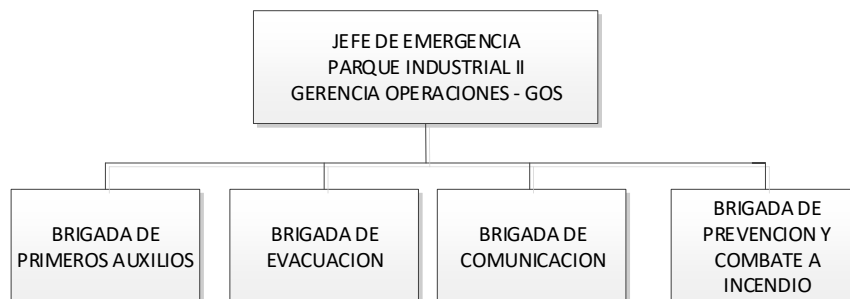 JEFE DE EMERGENCIA
PARQUE INDUSTRIAL II
GERENCIA OPERACIONES - GOS
BRIGADA DE
PRIMEROS AUXILIOS
BRIGADA DE
EVACUACION
BRIGADA DE
COMUNICACION
BRIGADA DE
PREVENCION Y
COMBATE A
INCENDIO